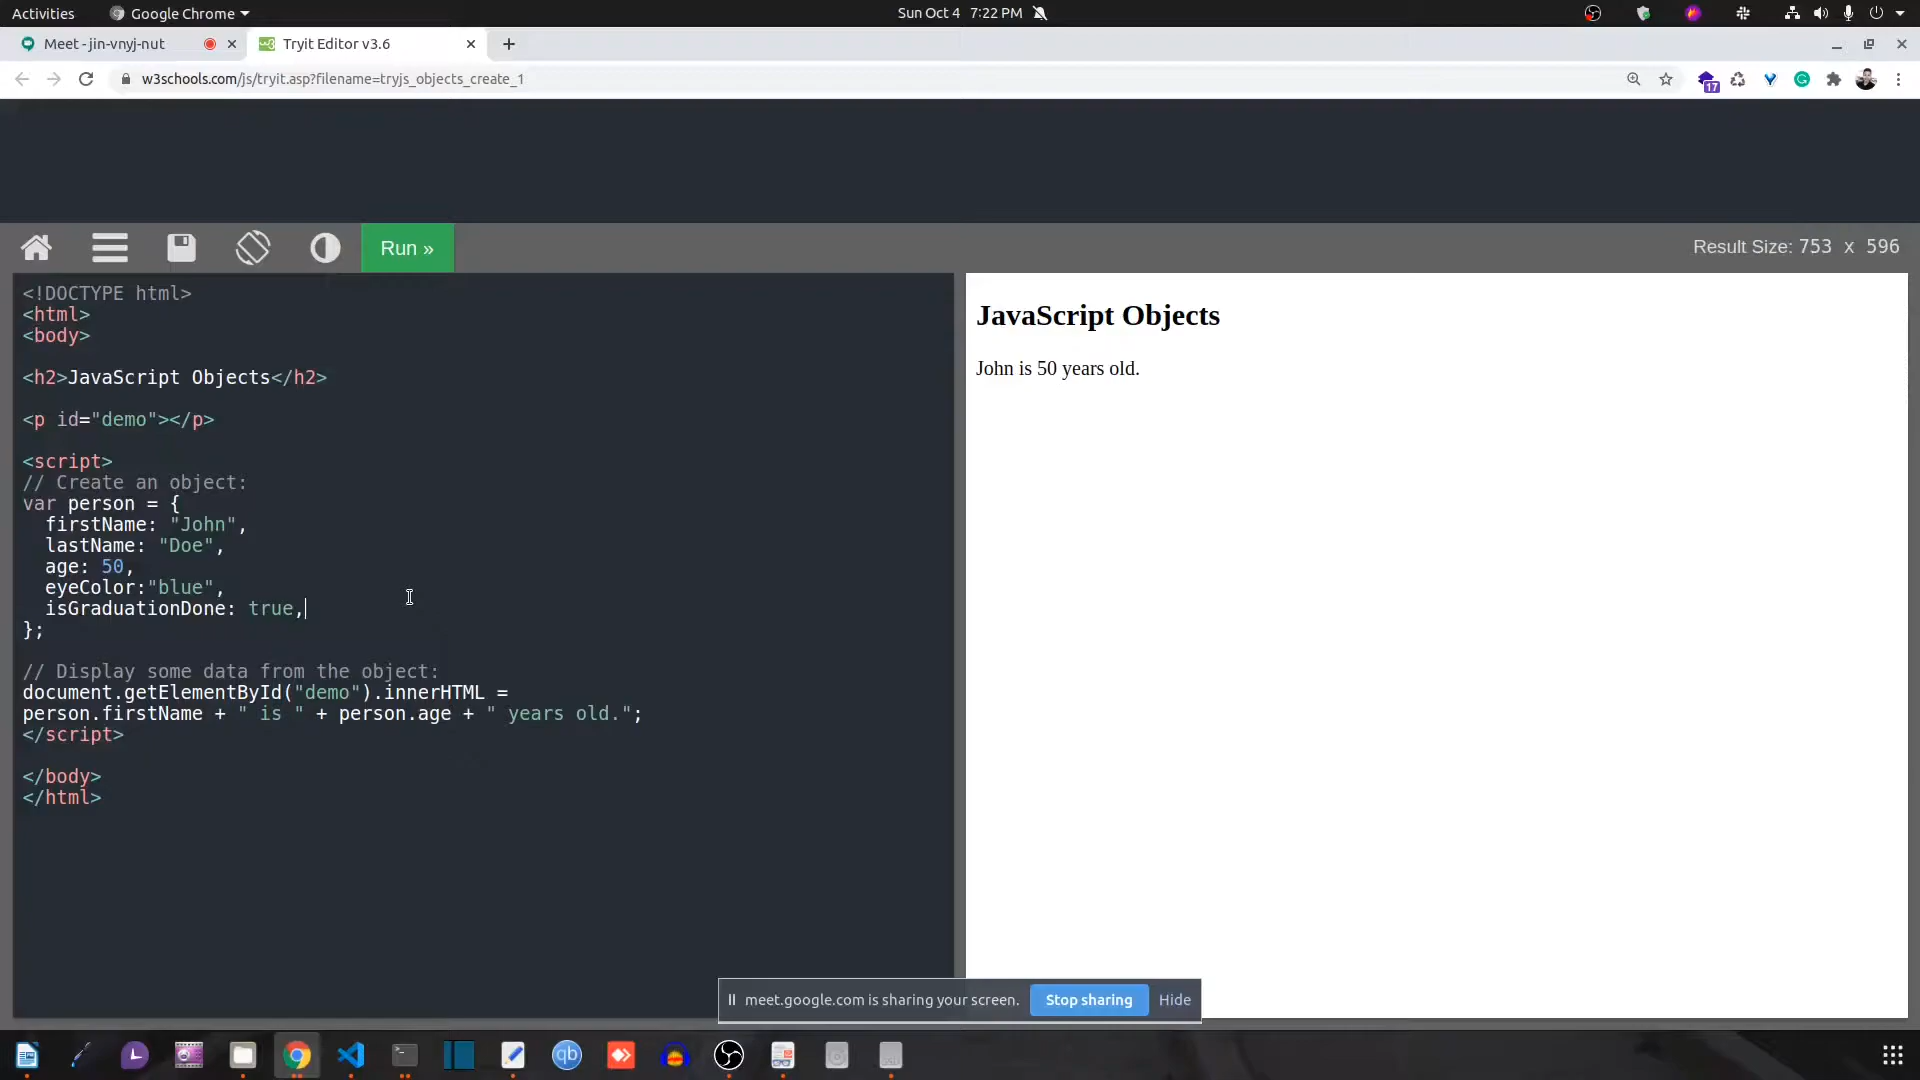 Activities
Google Chrome
Sun Oct 4 7:22 PM
Meet - jin-vnyj-nut
Tryit Editor v3.6
w3schools.com/js/tryit.asp?filename=tryjs_objects_create_1
17
Run »
Result Size: 753 x 596
<!DOCTYPE html>
<html>
<body>
<h2>JavaScript Objects</h2>
<p id="demo"></p>
<script>
// Create an object:
var person = {
firstName: "John",
lastName: "Doe",
age: 50,
eyeColor:"blue",
isGraduationDone: true,
};
// Display some data from the object:
document.getElementById("demo").innerHTML =
person.firstName + " is " + person.age + " years old.";
</script>
</body>
</html>
JavaScript Objects
John is 50 years old.
meet.google.com is sharing your screen.
Stop sharing
Hide
qb